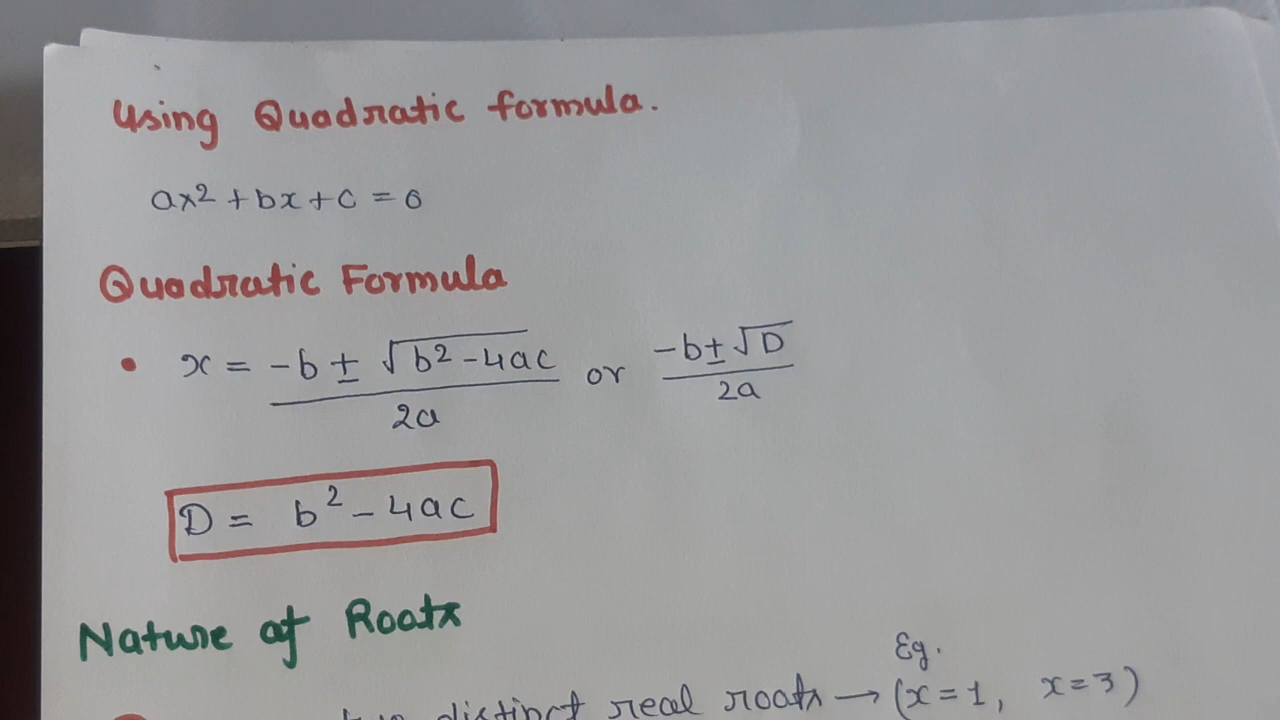 Using Quadratic formula.
ax² + bx + c = 0
Quadratic Formula
• x = -b ± √b² - 4ac / 2a or -b ± √D / 2a
D = b² - 4ac
Nature of Roots
Eg.
distinct real roots → (x = 1, x = 3)